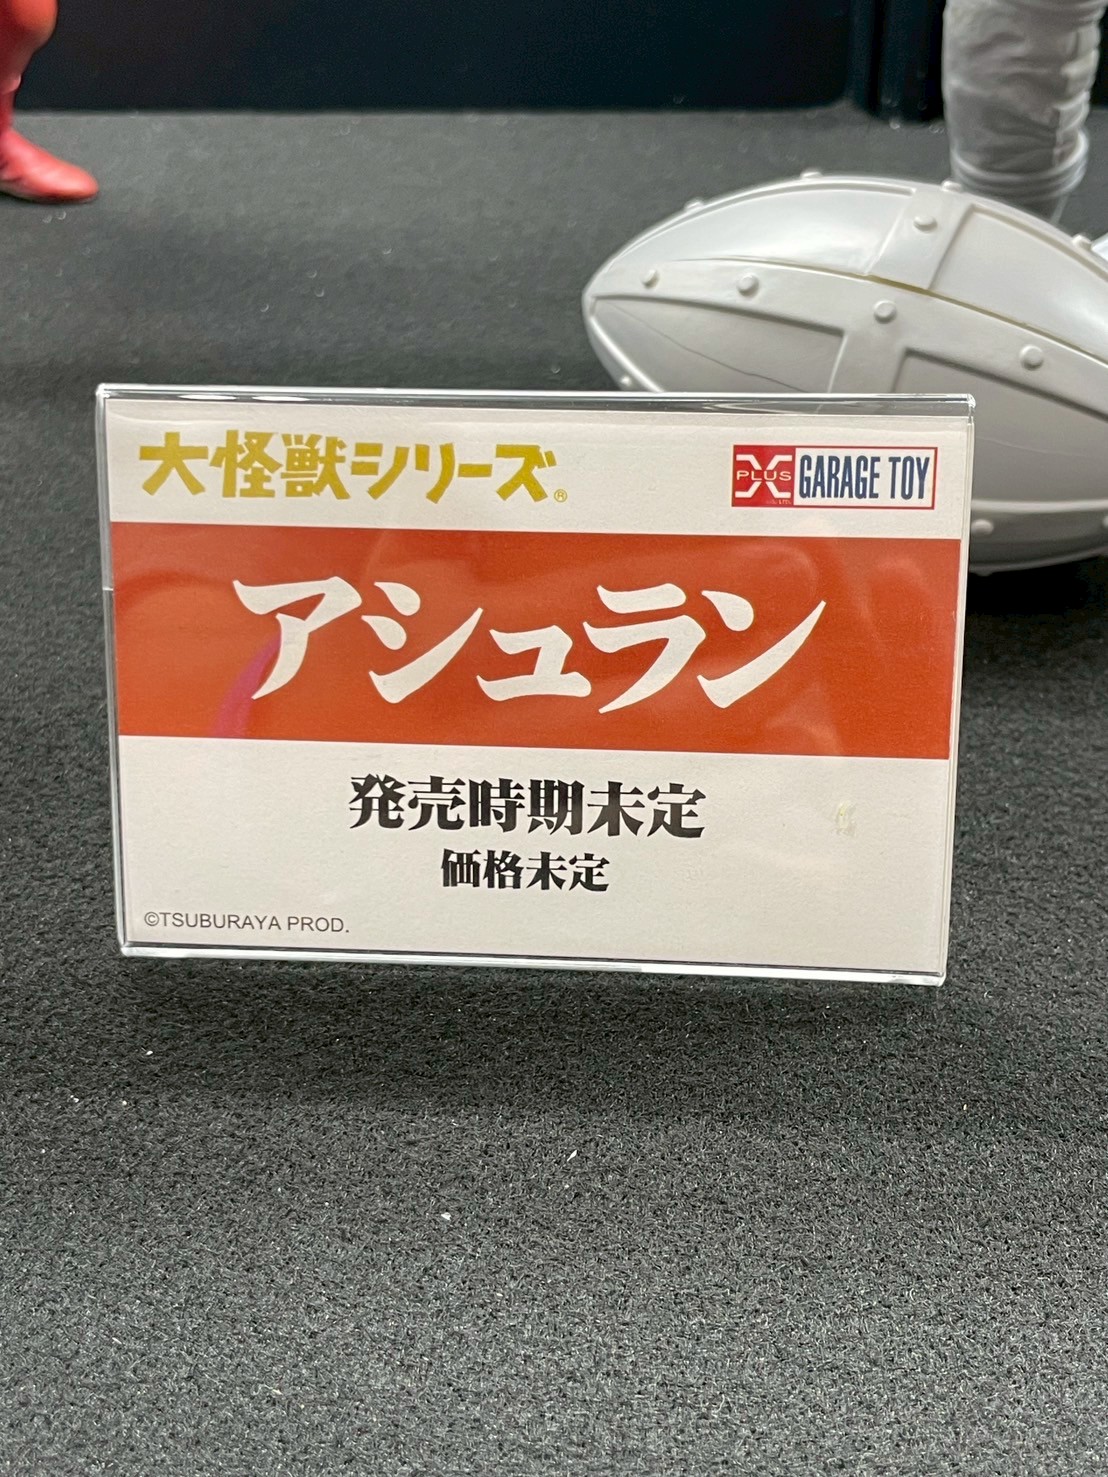 大怪獣シリーズ®
X PLUS GARAGE TOY
アシュラン
発売時期未定
価格未定
©TSUBURAYA PROD.